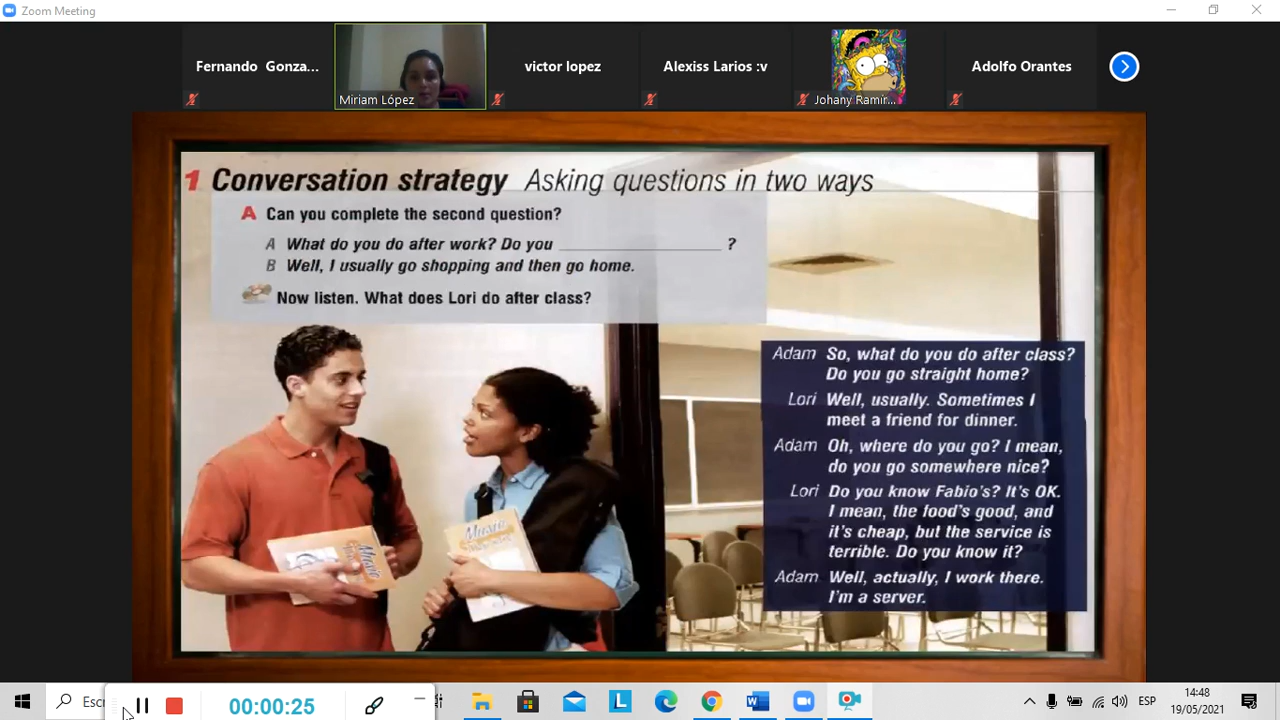 Zoom Meeting
Fernando Gonza...
Miriam López
victor lopez
Alexiss Larios :v
Johany Ramír...
Adolfo Orantes
1 Conversation strategy Asking questions in two ways
A Can you complete the second question?
A What do you do after work? Do you ____________________ ?
B Well, I usually go shopping and then go home.
Now listen. What does Lori do after class?
Adam So, what do you do after class?
Do you go straight home?
Lori Well, usually. Sometimes I
meet a friend for dinner.
Adam Oh, where do you go? I mean,
do you go somewhere nice?
Lori Do you know Fabio's? It's OK.
I mean, the food's good, and
it's cheap, but the service is
terrible. Do you know it?
Adam Well, actually, I work there.
I'm a server.
Music
Music
Esc
00:00:25
ESP
14:48
19/05/2021